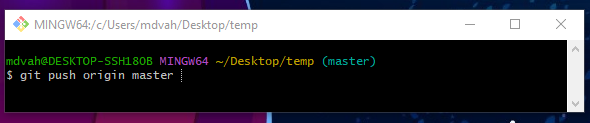 MINGW64:/c/Users/mdvah/Desktop/temp
mdvah@DESKTOP-SSH180B MINGW64 ~/Desktop/temp (master)
$ git push origin master